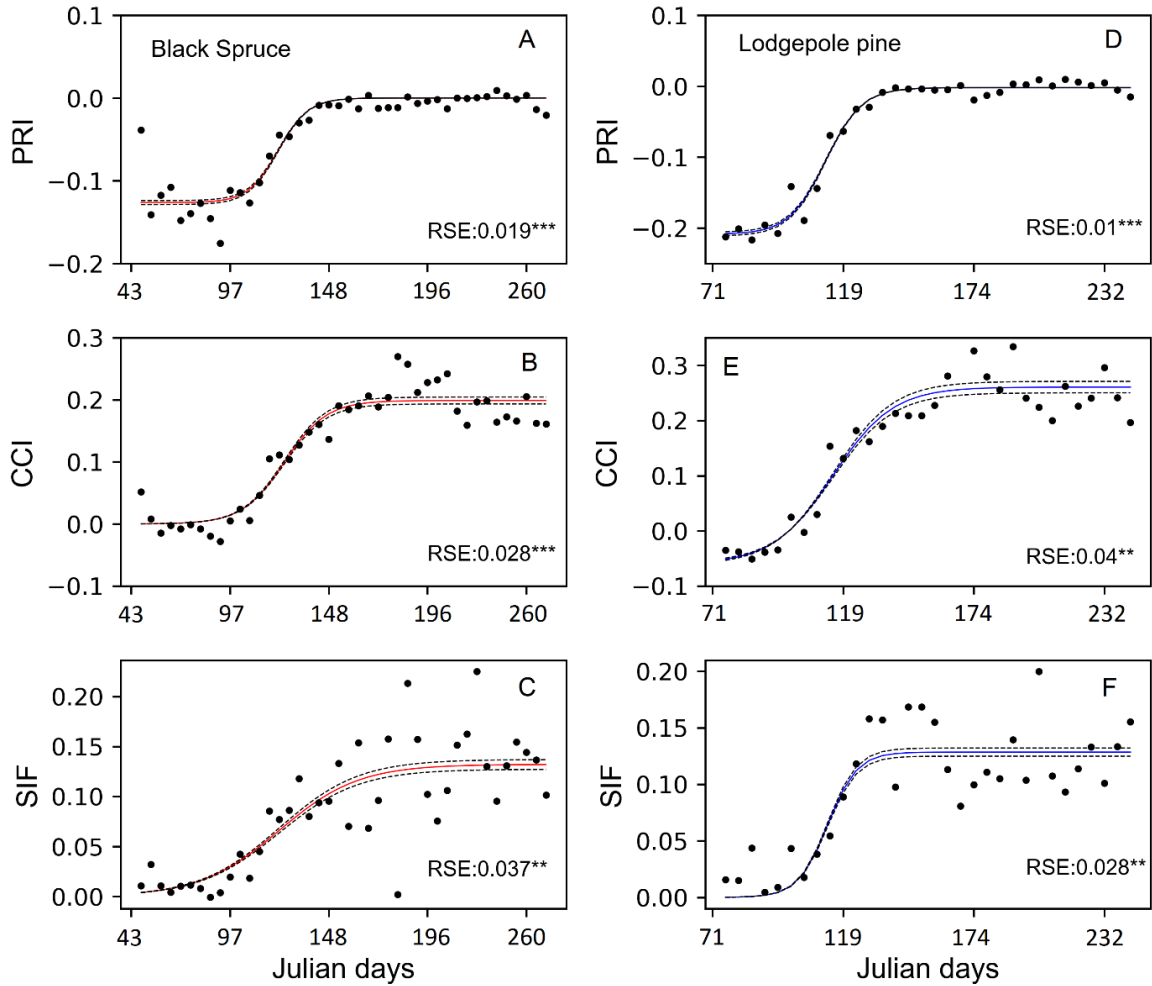 Black Spruce
A
0.1
0.0
−0.1
−0.2
PRI
RSE:0.019***
43 97 148 196 260
Lodgepole pine
D
0.1
0.0
−0.1
−0.2
PRI
RSE:0.01***
71 119 174 232
B
0.3
0.2
0.1
0.0
−0.1
CCI
RSE:0.028***
43 97 148 196 260
E
0.3
0.2
0.1
0.0
−0.1
CCI
RSE:0.04**
71 119 174 232
C
0.20
0.15
0.10
0.05
0.00
SIF
RSE:0.037**
43 97 148 196 260
Julian days
F
0.20
0.15
0.10
0.05
0.00
SIF
RSE:0.028**
71 119 174 232
Julian days